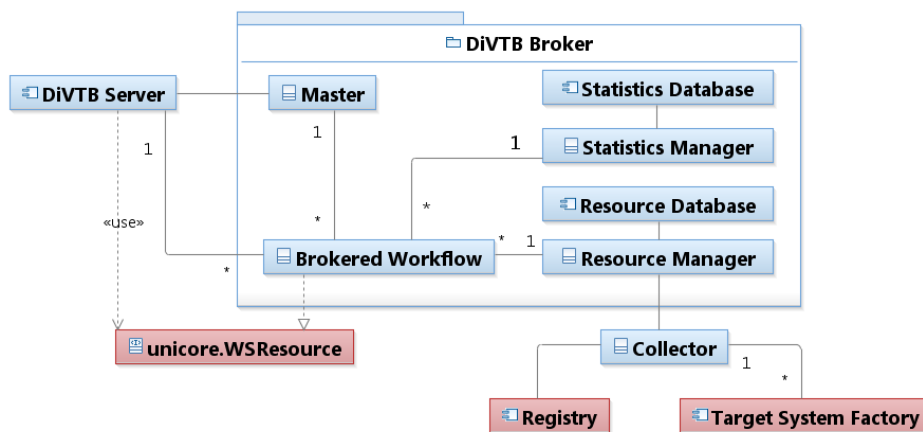 DiVTB Broker
DiVTB Server
Master
Statistics Database
1
1
1
Statistics Manager
*
Resource Database
«use»
*
*
1
Brokered Workflow
Resource Manager
*
unicore.WSResource
Collector
1
*
Registry
Target System Factory